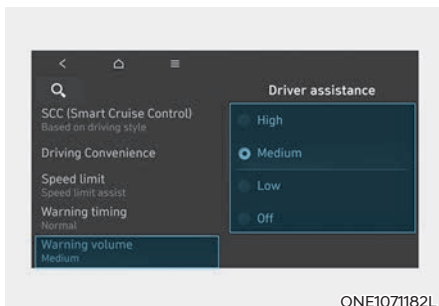 Driver assistance
SCC (Smart Cruise Control)
Based on driving style
Driving Convenience
Speed limit
Speed limit assist
Warning timing
Normal
Warning volume
Medium
High
Medium
Low
Off
ONE1071182L